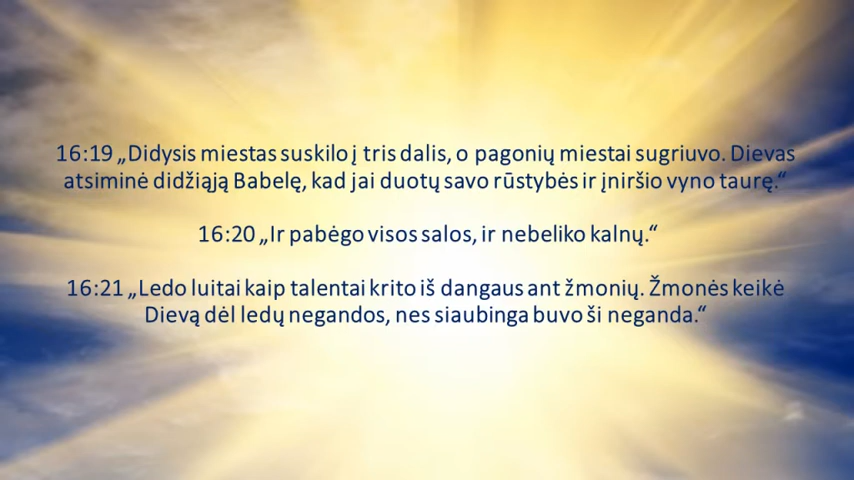 16:19 „Didysis miestas suskilo į tris dalis, o pagonių miestai sugriuvo. Dievas
atsiminė didžiąją Babelę, kad jai duotų savo rūstybės ir įniršio vyno taurę.“
16:20 „Ir pabėgo visos salos, ir nebeliko kalnų.“
16:21 „Ledo luitai kaip talentai krito iš dangaus ant žmonių. Žmonės keikė
Dievą dėl ledų negandos, nes siaubinga buvo ši neganda.“